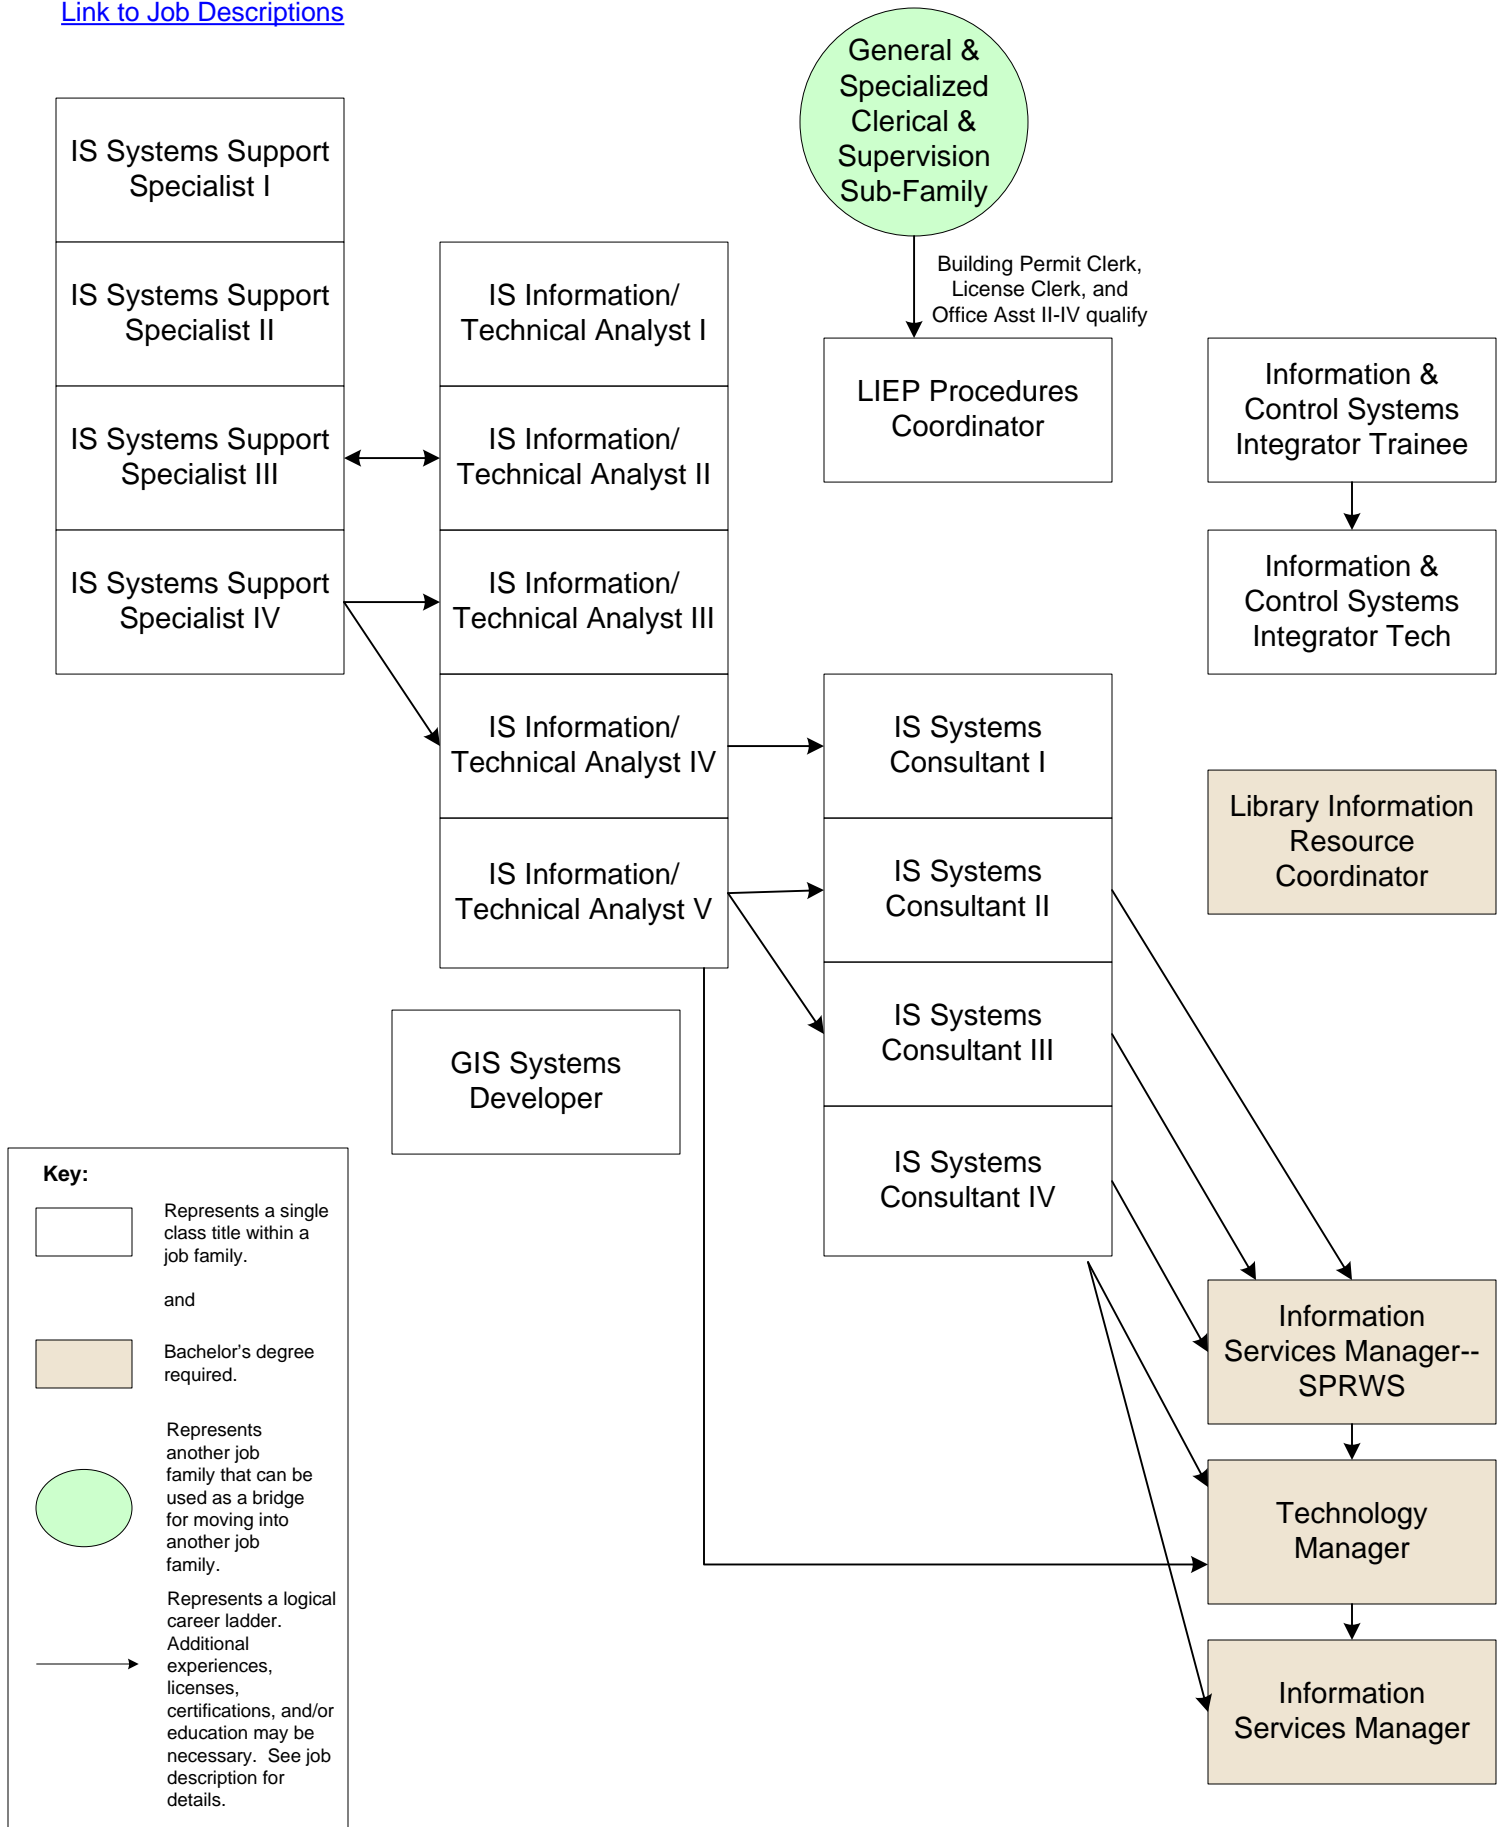 Link to Job Descriptions
General &
Specialized
Clerical &
Supervision
Sub-Family
IS Systems Support
Specialist I
IS Systems Support
Specialist II
IS Systems Support
Specialist III
IS Systems Support
Specialist IV
IS Information/
Technical Analyst I
IS Information/
Technical Analyst II
IS Information/
Technical Analyst III
IS Information/
Technical Analyst IV
IS Information/
Technical Analyst V
Building Permit Clerk,
License Clerk, and
Office Asst II-IV qualify
LIEP Procedures
Coordinator
Information &
Control Systems
Integrator Trainee
Information &
Control Systems
Integrator Tech
IS Systems
Consultant I
IS Systems
Consultant II
IS Systems
Consultant III
IS Systems
Consultant IV
Library Information
Resource
Coordinator
GIS Systems
Developer
Information
Services Manager--
SPRWS
Technology
Manager
Information
Services Manager
Key:
Represents a single
class title within a
job family.
and
Bachelor’s degree
required.
Represents
another job
family that can be
used as a bridge
for moving into
another job
family.
Represents a logical
career ladder.
Additional
experiences,
licenses,
certifications, and/or
education may be
necessary.  See job
description for
details.